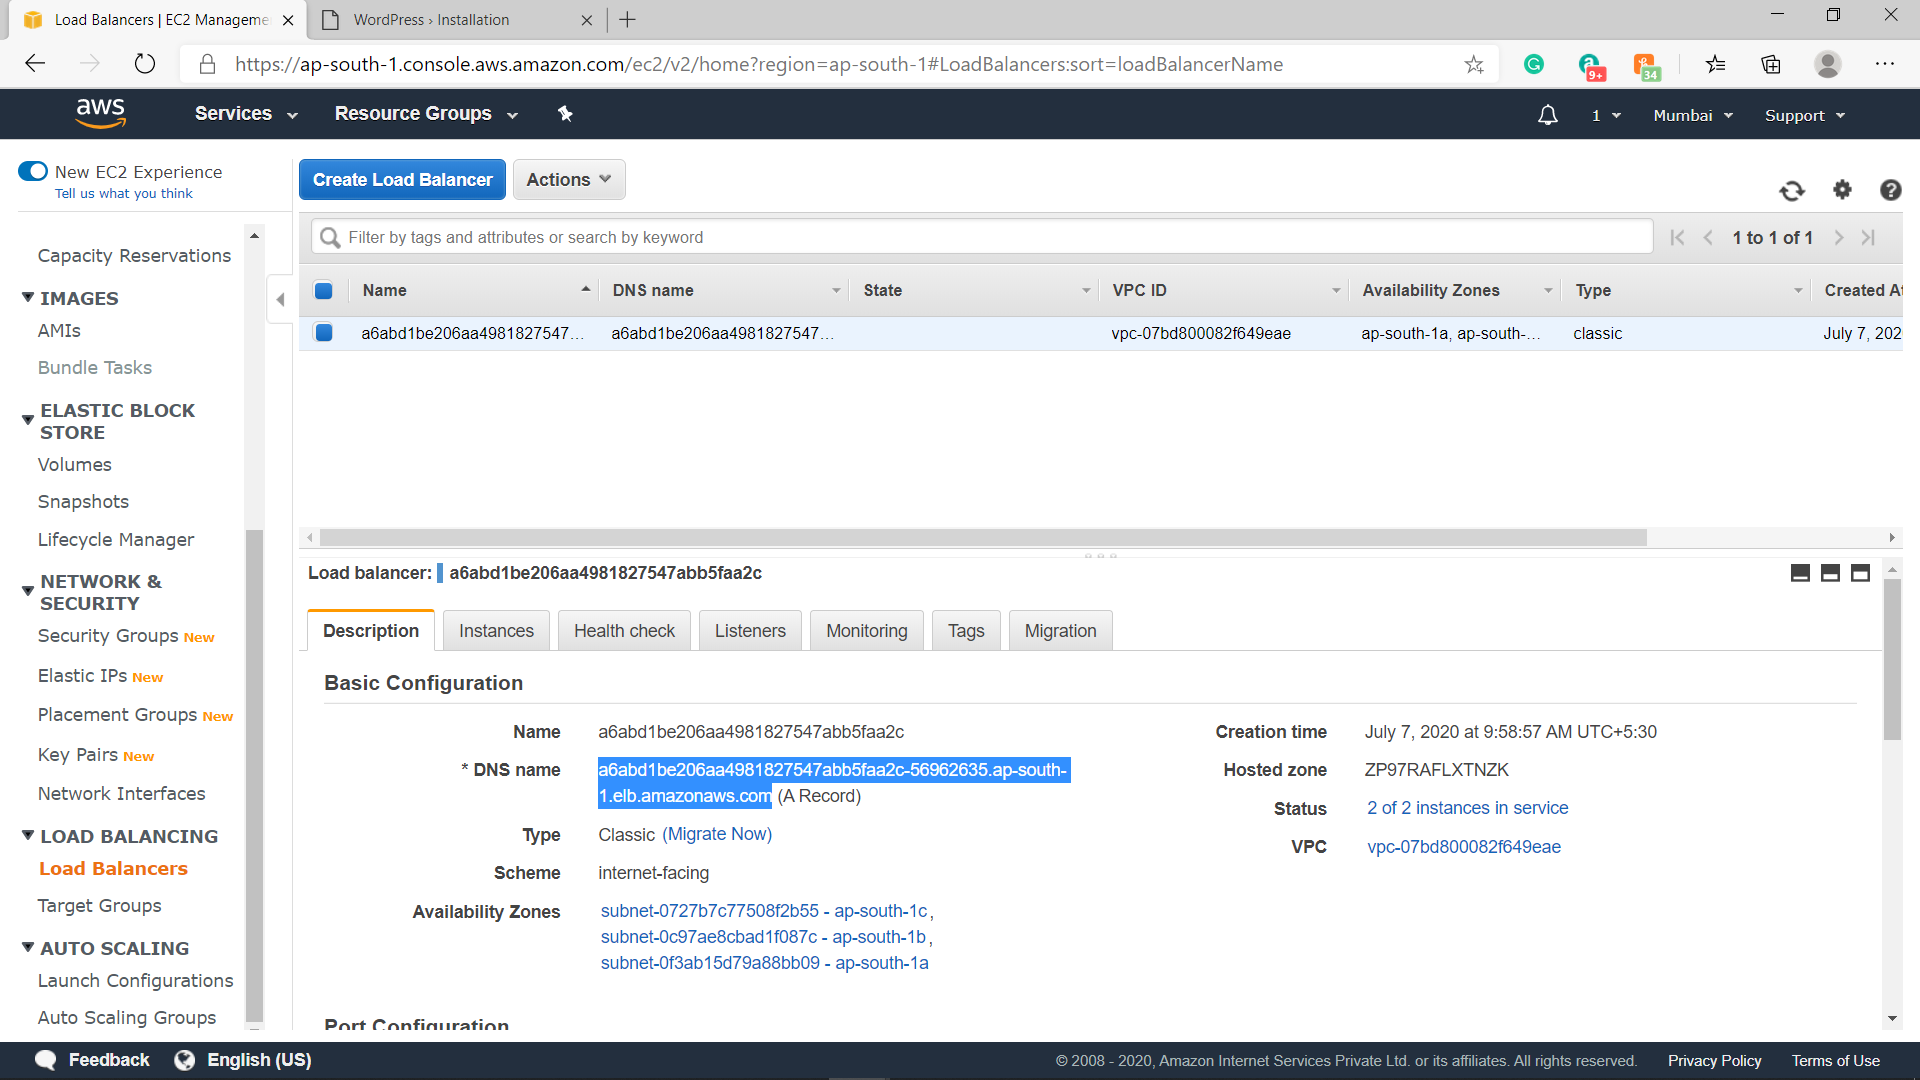 Load Balancers | EC2 Manageme
WordPress › Installation
https://ap-south-1.console.aws.amazon.com/ec2/v2/home?region=ap-south-1#LoadBalancers:sort=loadBalancerName
9+
34
aws
Services
Resource Groups
1
Mumbai
Support
New EC2 Experience
Tell us what you think
Capacity Reservations
IMAGES
AMIs
Bundle Tasks
ELASTIC BLOCK
STORE
Volumes
Snapshots
Lifecycle Manager
NETWORK &
SECURITY
Security Groups New
Elastic IPs New
Placement Groups New
Key Pairs New
Network Interfaces
LOAD BALANCING
Load Balancers
Target Groups
AUTO SCALING
Launch Configurations
Auto Scaling Groups
Create Load Balancer
Actions
Filter by tags and attributes or search by keyword
1 to 1 of 1
Name DNS name State VPC ID Availability Zones Type Created At
a6abd1be206aa4981827547... a6abd1be206aa4981827547... vpc-07bd800082f649eae ap-south-1a, ap-south-... classic July 7, 202
Load balancer: a6abd1be206aa4981827547abb5faa2c
Description
Instances
Health check
Listeners
Monitoring
Tags
Migration
Basic Configuration
Name a6abd1be206aa4981827547abb5faa2c
* DNS name a6abd1be206aa4981827547abb5faa2c-56962635.ap-south-
1.elb.amazonaws.com (A Record)
Type Classic (Migrate Now)
Scheme internet-facing
Availability Zones subnet-0727b7c77508f2b55 - ap-south-1c,
subnet-0c97ae8cbad1f087c - ap-south-1b,
subnet-0f3ab15d79a88bb09 - ap-south-1a
Creation time July 7, 2020 at 9:58:57 AM UTC+5:30
Hosted zone ZP97RAFLXTNZK
Status 2 of 2 instances in service
VPC vpc-07bd800082f649eae
Port Configuration
Feedback
English (US)
© 2008 - 2020, Amazon Internet Services Private Ltd. or its affiliates. All rights reserved.
Privacy Policy
Terms of Use